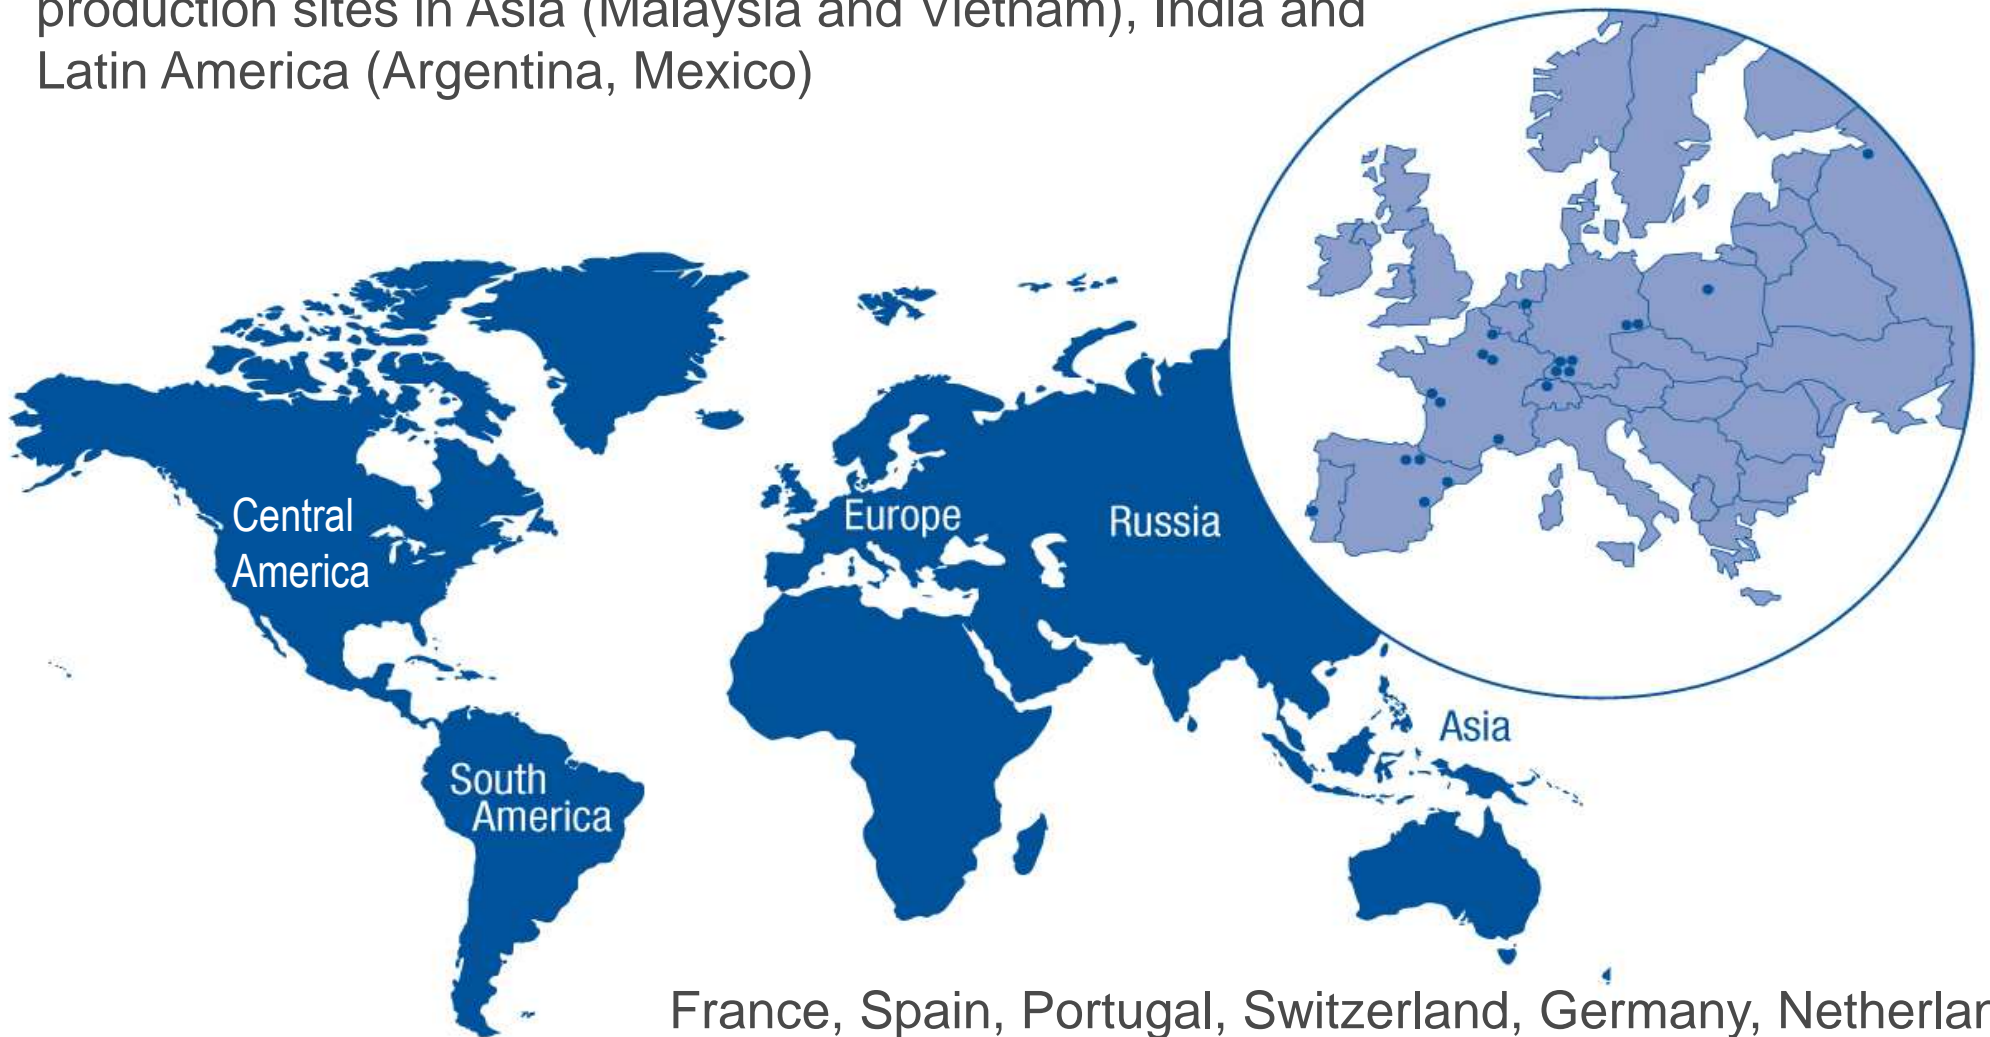 production sites in Asia (Malaysia and Vietnam), India and
Latin America (Argentina, Mexico)
Central
America
Europe
Russia
Asia
South
America
France, Spain, Portugal, Switzerland, Germany, Netherlan